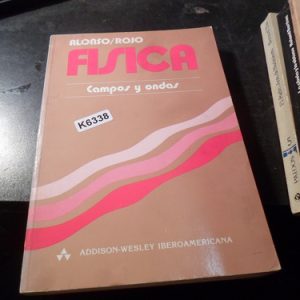 ALONSO/ROJO
FISICA
Campos y ondas
K6338
ADDISON-WESLEY IBEROAMERICANA